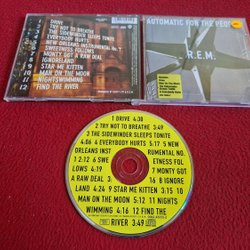 DRIVE
TRY NOT TO BREATHE
THE SIDEWINDER SLEEPS TONITE
EVERYBODY HURTS
NEW ORLEANS INSTRUMENTAL No. 1
SWEETNESS FOLLOWS
MONTY GOT A RAW DEAL
IGNORELAND
STAR ME KITTEN
MAN ON THE MOON
NIGHTSWIMMING
FIND THE RIVER
AUTOMATIC FOR THE PEOP
R.E.M.
1 DRIVE 4:30
2 TRY NOT TO BREATHE 3:49
3 THE SIDEWINDER SLEEPS TONITE
4:06 4 EVERYBODY HURTS 5:17 5 NEW
ORLEANS INST RUMENTAL NO.
1 2:12 6 SWE ETNESS FOL
LOWS 4:19 7 MONTY GOT
A RAW DEAL 3:16 8 IGNORE
LAND 4:24 9 STAR ME KITTEN 3:15 10
MAN ON THE MOON 5:12 11 NIGHTS
WIMMING 4:16 12 FIND THE
RIVER 3:49